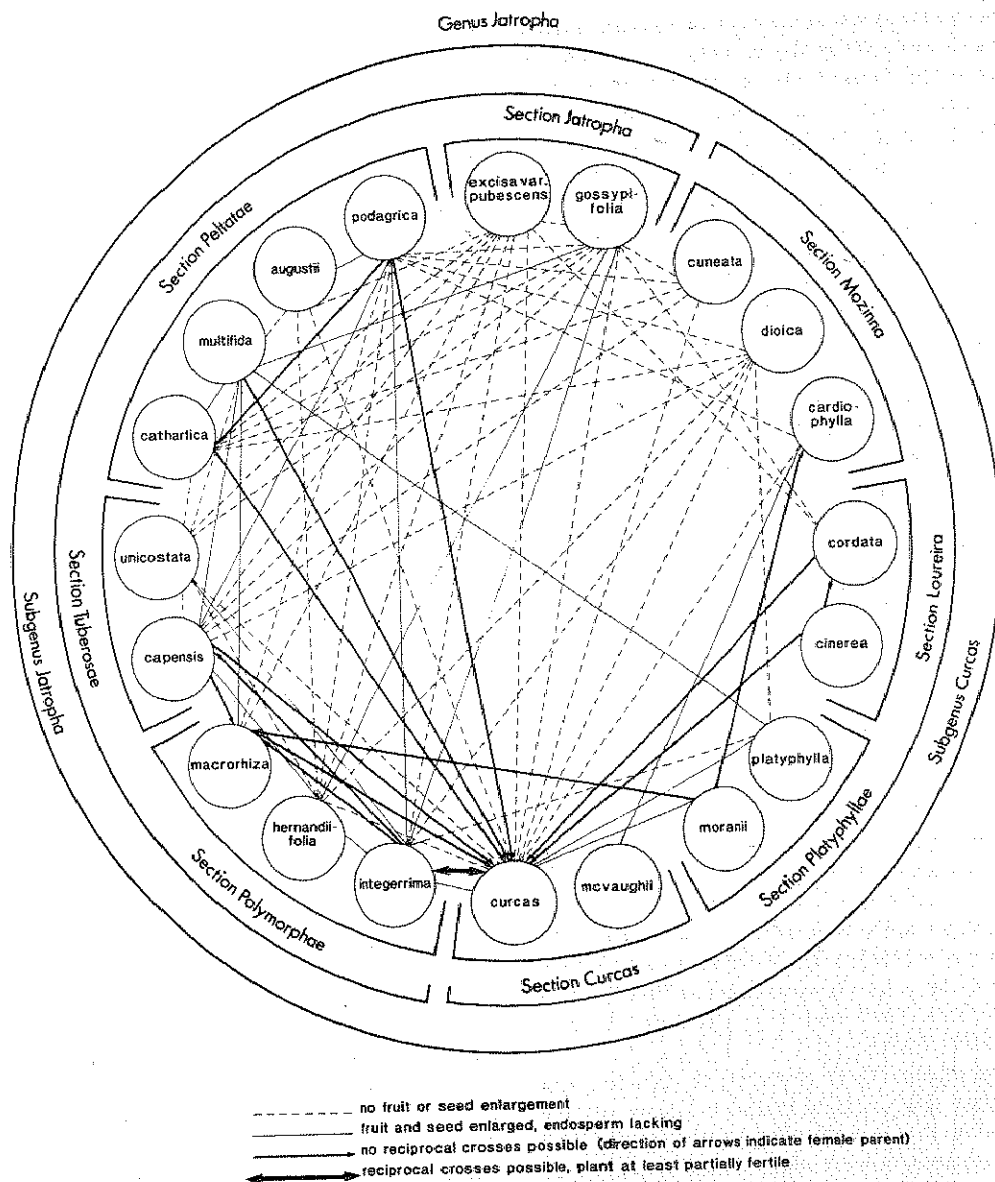 Genus Jatropha
Section Jatropha
Section Peltatae
Section Mozinna
excisa var.
pubescens
gossypi-
folia
podagrica
augustii
cuneata
multifida
dioica
cathartica
cardio-
phylla
unicostata
cordata
Section Tuberosae
Subgenus Jatropha
capensis
cinerea
Section Loureira
Subgenus Curcas
macrorhiza
platyphylla
hernandii-
folia
moranii
integerrima
curcas
mcvaughii
Section Polymorphae
Section Platyphyllae
Section Curcas
no fruit or seed enlargement
fruit and seed enlarged, endosperm lacking
no reciprocal crosses possible (direction of arrows indicate female parent)
reciprocal crosses possible, plant at least partially fertile